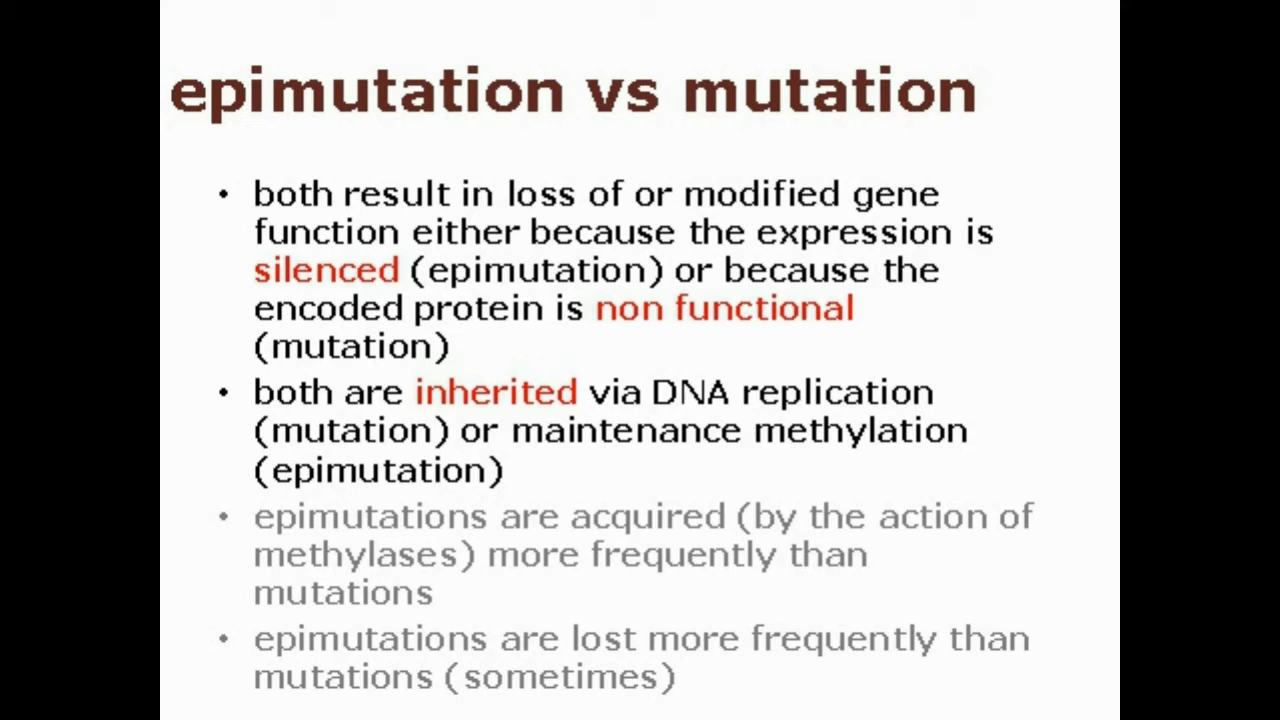 epimutation vs mutation
• both result in loss of or modified gene
function either because the expression is
silenced (epimutation) or because the
encoded protein is non functional
(mutation)
• both are inherited via DNA replication
(mutation) or maintenance methylation
(epimutation)
• epimutations are acquired (by the action of
methylases) more frequently than
mutations
• epimutations are lost more frequently than
mutations (sometimes)